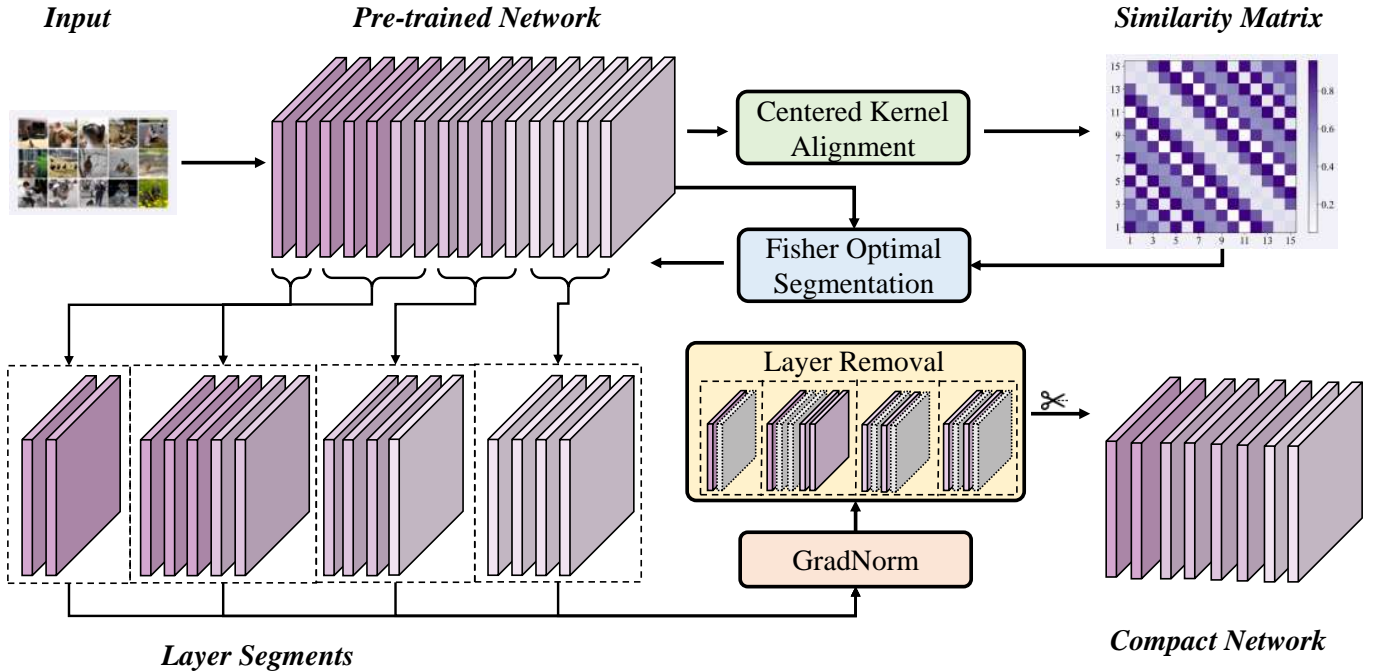 Input
Pre-trained Network
Similarity Matrix
Centered Kernel
Alignment
15
13
11
9
7
5
3
1
1 3 5 7 9 11 13 15
0.8
0.6
0.4
0.2
Fisher Optimal
Segmentation
Layer Removal
GradNorm
Layer Segments
Compact Network